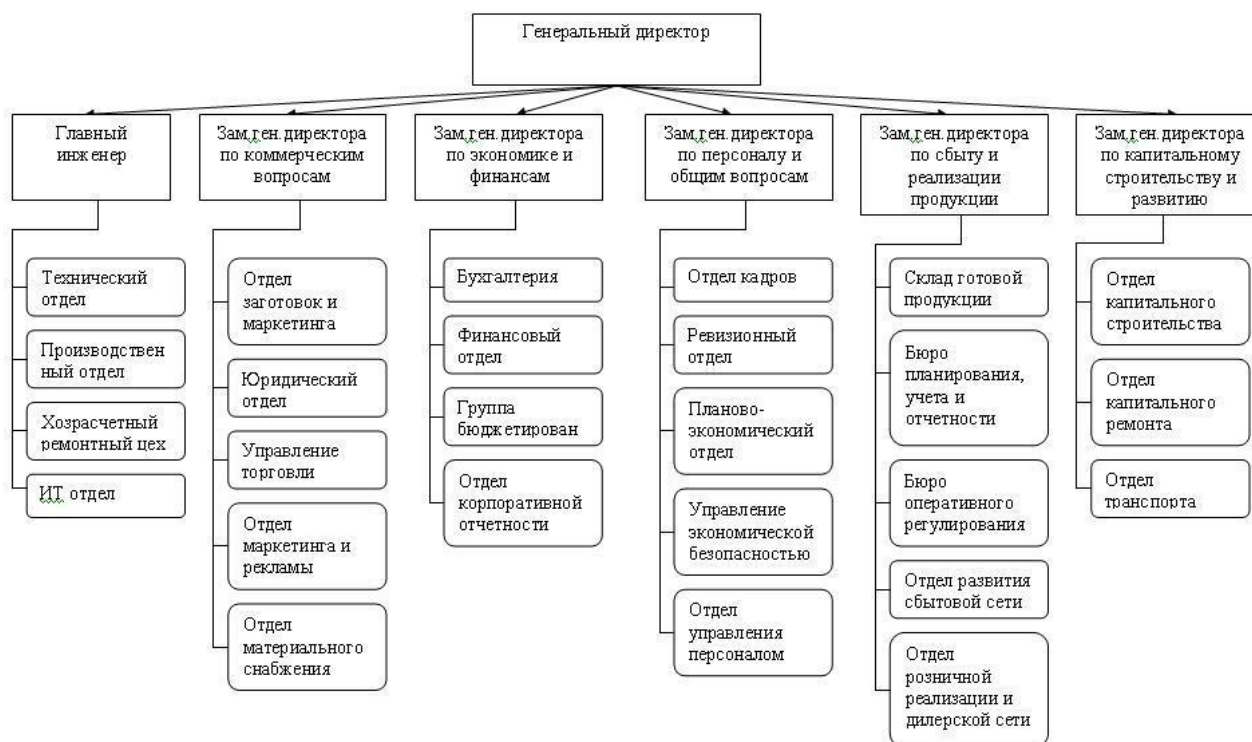 Генеральный директор
Главный
инженер
Зам.ген.директора
по коммерческим
вопросам
Зам.ген.директора
по экономике и
финансам
Зам.ген.директора
по персоналу и
общим вопросам
Зам.ген.директора
по сбыту и
реализации
продукции
Зам.ген.директора
по капитальному
строительству и
развитию
Технический
отдел
Производствен
ный отдел
Хозрасчетный
ремонтный цех
ИТ отдел
Отдел
заготовок и
маркетинга
Юридический
отдел
Управление
торговли
Отдел
маркетинга и
рекламы
Отдел
материального
снабжения
Бухгалтерия
Финансовый
отдел
Группа
бюджетирован
Отдел
корпоративной
отчетности
Отдел кадров
Ревизионный
отдел
Планово-
экономический
отдел
Управление
экономической
безопасностью
Отдел
управления
персоналом
Склад готовой
продукции
Бюро
планирования,
учета и
отчетности
Бюро
оперативного
регулирования
Отдел развития
сбытовой сети
Отдел
розничной
реализации и
дилерской сети
Отдел
капитального
строительства
Отдел
капитального
ремонта
Отдел
транспорта